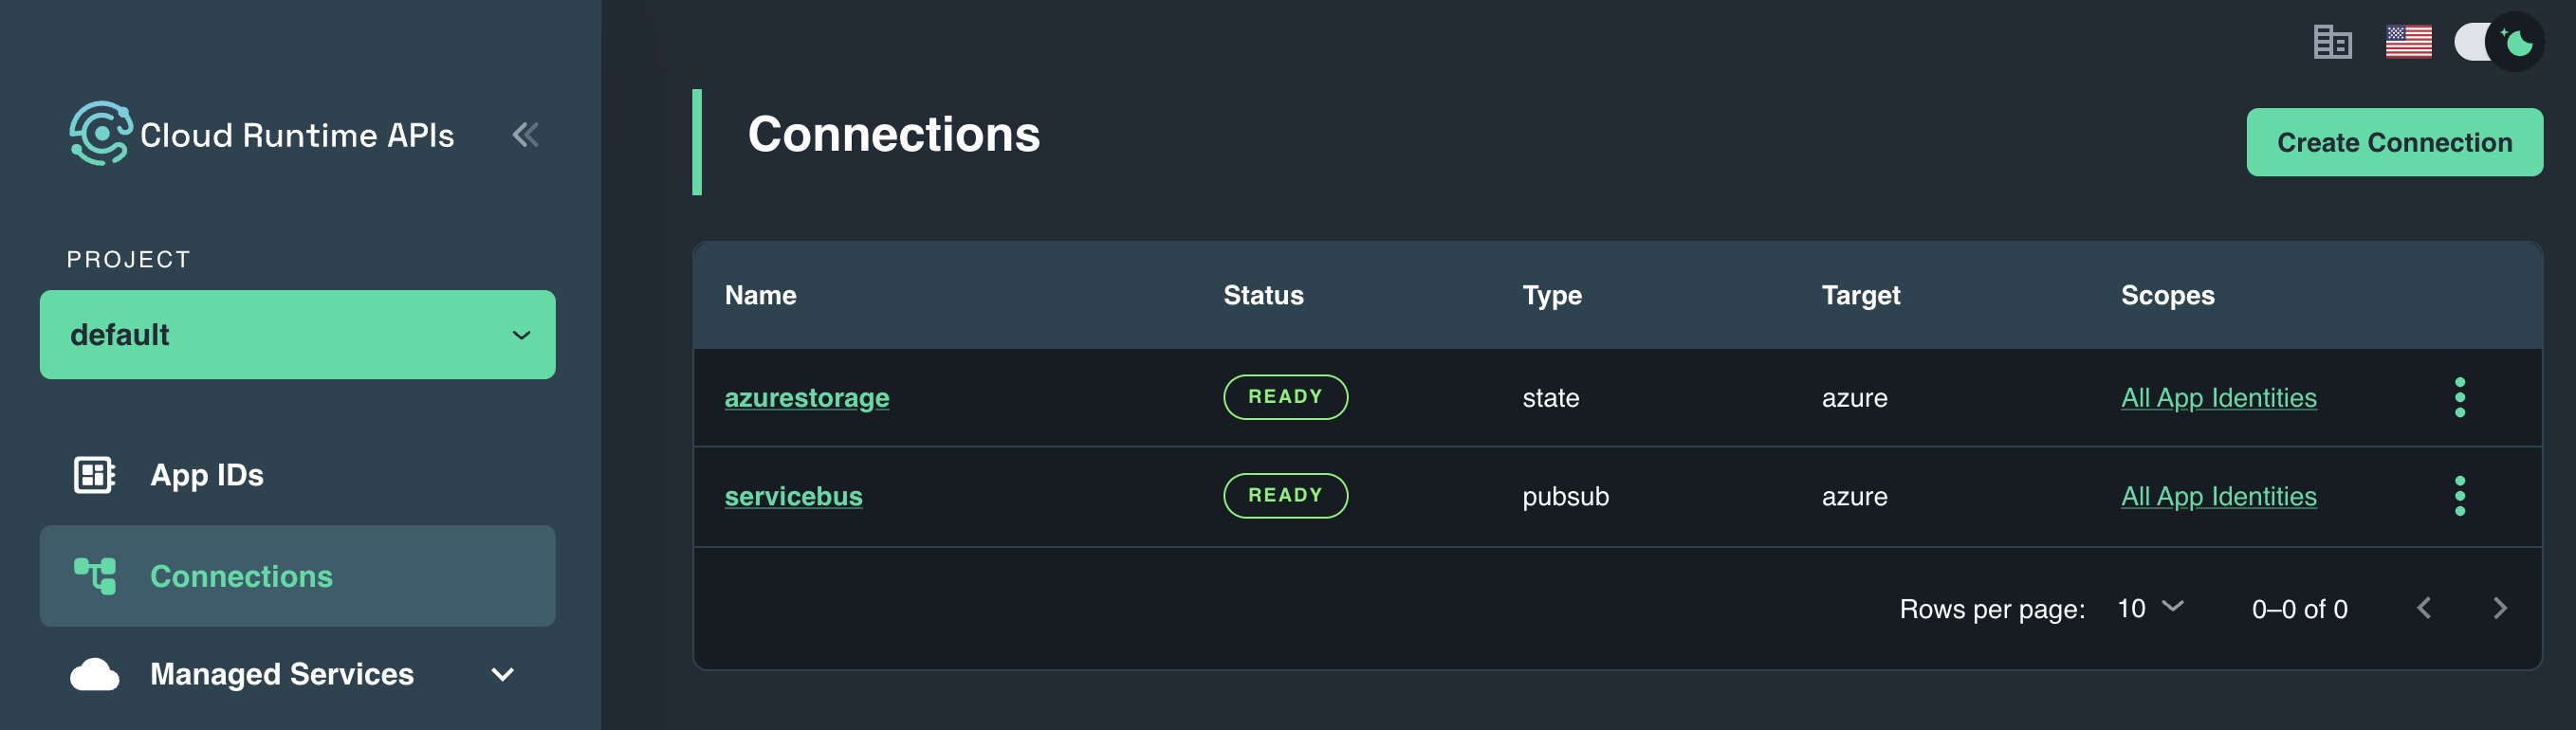 Cloud Runtime APIs
PROJECT
default
App IDs
Connections
Managed Services
Connections
Create Connection
Name Status Type Target Scopes
azurestorage READY state azure All App Identities
servicebus READY pubsub azure All App Identities
Rows per page: 10 0–0 of 0